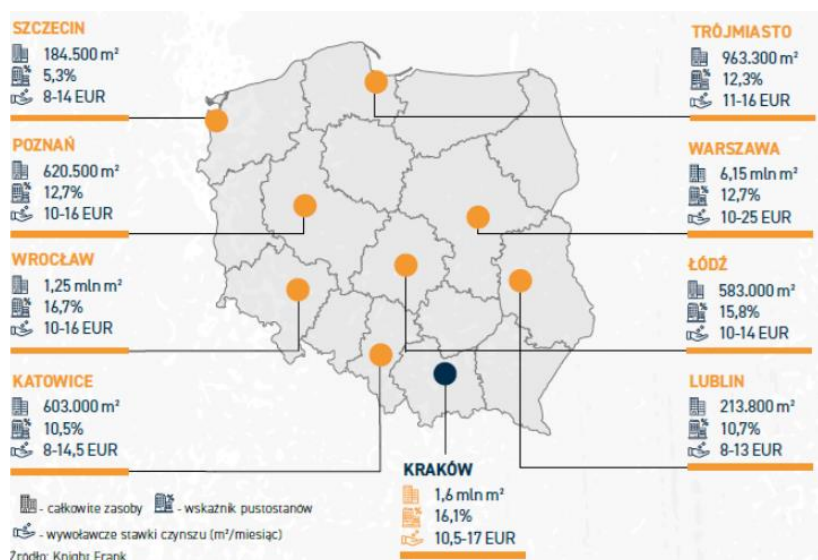 SZCZECIN
184.500 m²
5,3%
8-14 EUR
POZNAŃ
620.500 m²
12,7%
10-16 EUR
WROCŁAW
1,25 mln m²
16,7%
10-16 EUR
KATOWICE
603.000 m²
10,5%
8-14,5 EUR
TRÓJMIASTO
963.300 m²
12,3%
11-16 EUR
WARSZAWA
6,15 mln m²
12,7%
10-25 EUR
ŁÓDŹ
583.000 m²
15,8%
10-14 EUR
LUBLIN
213.800 m²
10,7%
8-13 EUR
KRAKÓW
1,6 mln m²
16,1%
10,5-17 EUR
- całkowite zasoby - wskaźnik pustostanów
- wywoławcze stawki czynszu (m²/miesiąc)
Źródło: Knight Frank